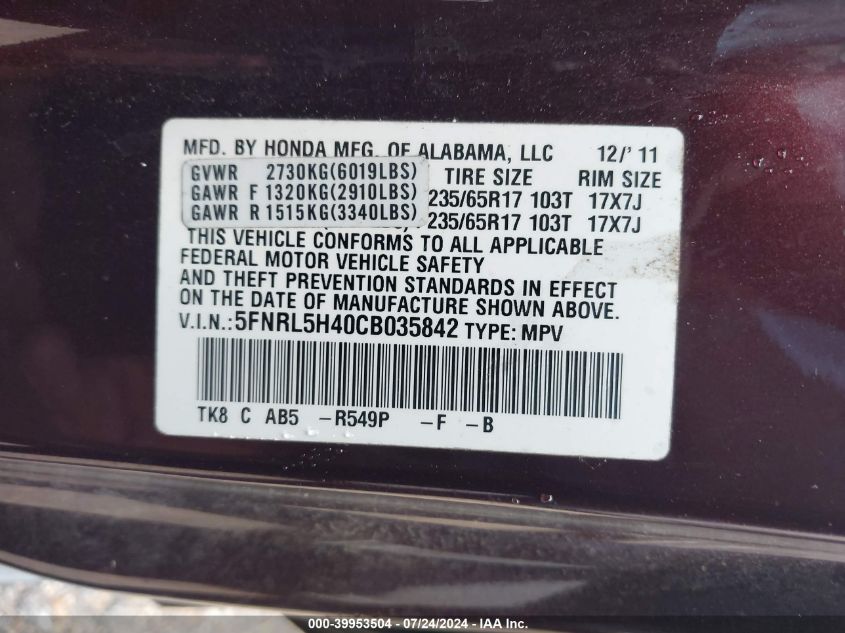 MFD. BY HONDA MFG. OF ALABAMA, LLC 12/' 11
GVWR 2730KG(6019LBS) TIRE SIZE RIM SIZE
GAWR F 1320KG(2910LBS) 235/65R17 103T 17X7J
GAWR R 1515KG(3340LBS) 235/65R17 103T 17X7J
THIS VEHICLE CONFORMS TO ALL APPLICABLE
FEDERAL MOTOR VEHICLE SAFETY
AND THEFT PREVENTION STANDARDS IN EFFECT
ON THE DATE OF MANUFACTURE SHOWN ABOVE.
V.I.N.:5FNRL5H40CB035842 TYPE: MPV
TK8 C AB5 -R549P -F -B
000-39953504 - 07/24/2024 - IAA Inc.